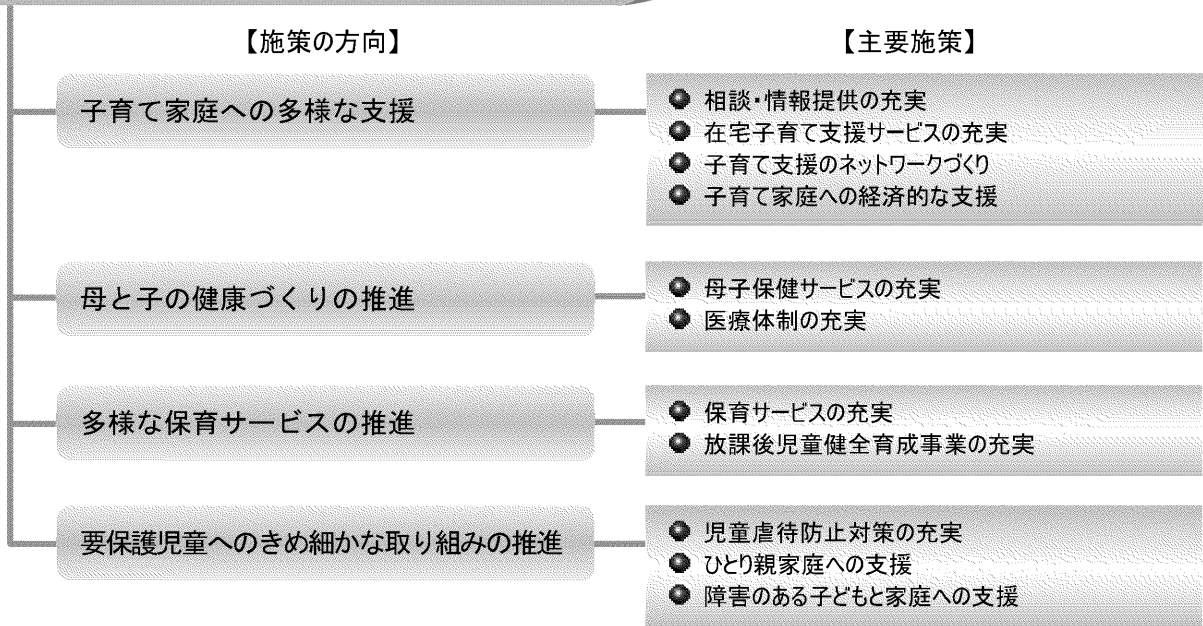 【施策の方向】
【主要施策】
子育て家庭への多様な支援
相談・情報提供の充実
在宅子育て支援サービスの充実
子育て支援のネットワークづくり
子育て家庭への経済的な支援
母と子の健康づくりの推進
母子保健サービスの充実
医療体制の充実
多様な保育サービスの推進
保育サービスの充実
放課後児童健全育成事業の充実
要保護児童へのきめ細かな取り組みの推進
児童虐待防止対策の充実
ひとり親家庭への支援
障害のある子どもと家庭への支援